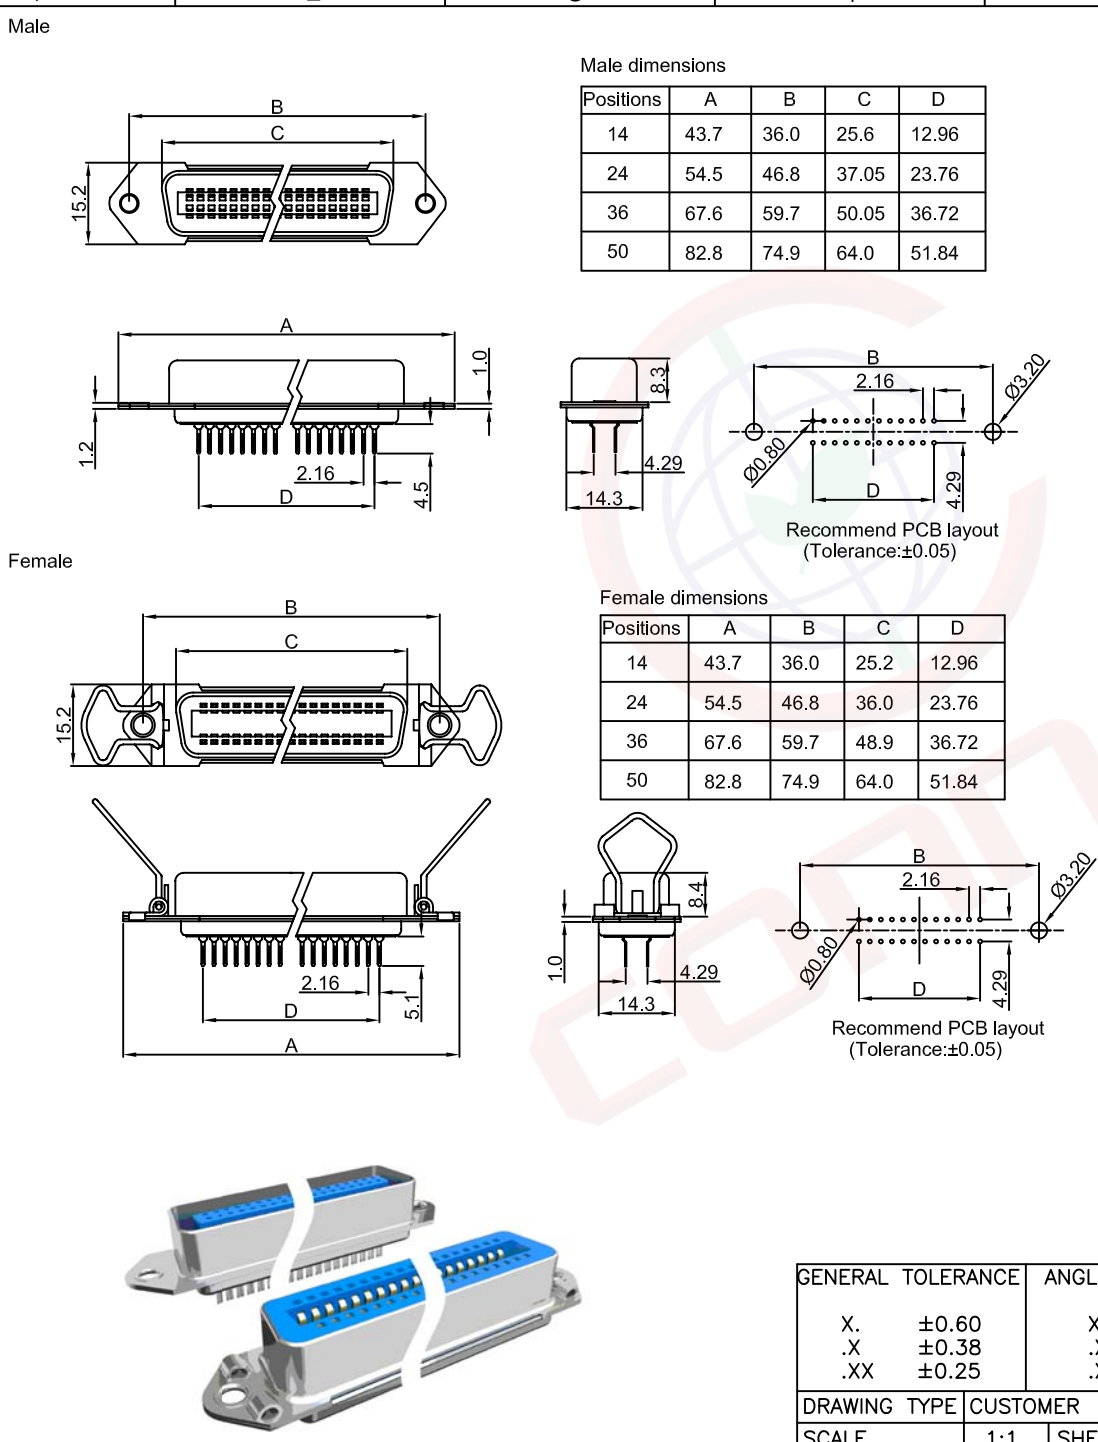 Male
Male dimensions
Positions A B C D
14 43.7 36.0 25.6 12.96
24 54.5 46.8 37.05 23.76
36 67.6 59.7 50.05 36.72
50 82.8 74.9 64.0 51.84
B
C
15.2
A
1.0
1.2
2.16
D
4.5
8.3
4.29
14.3
B
2.16
Ø3.20
Ø0.80
D
4.29
Recommend PCB layout
(Tolerance:±0.05)
Female
Female dimensions
Positions A B C D
14 43.7 36.0 25.2 12.96
24 54.5 46.8 36.0 23.76
36 67.6 59.7 48.9 36.72
50 82.8 74.9 64.0 51.84
B
C
15.2
2.16
D
5.1
A
8.4
1.0
4.29
14.3
B
2.16
Ø3.20
Ø0.80
D
4.29
Recommend PCB layout
(Tolerance:±0.05)
conn
GENERAL TOLERANCE ANGL
X. ±0.60 X
.X ±0.38 .X
.XX ±0.25 .X
DRAWING TYPE CUSTOMER
SCALE 1:1 SHE